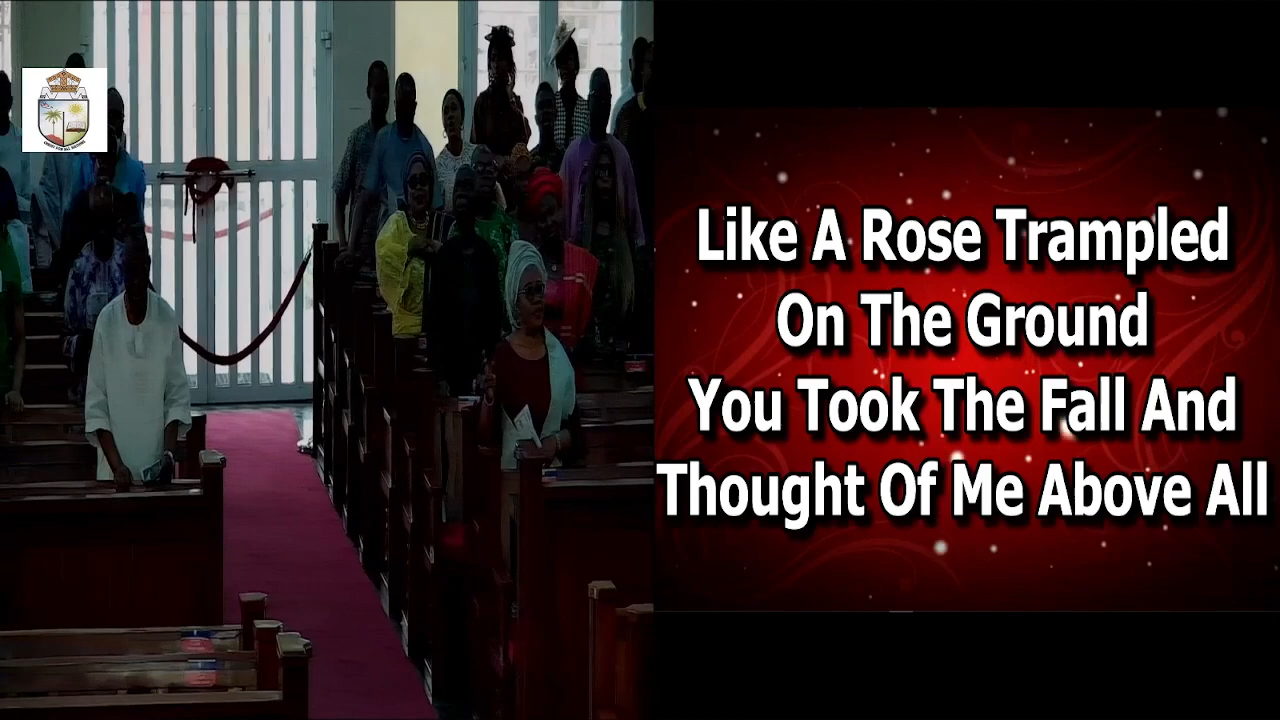 Like A Rose Trampled
On The Ground
You Took The Fall And
Thought Of Me Above All